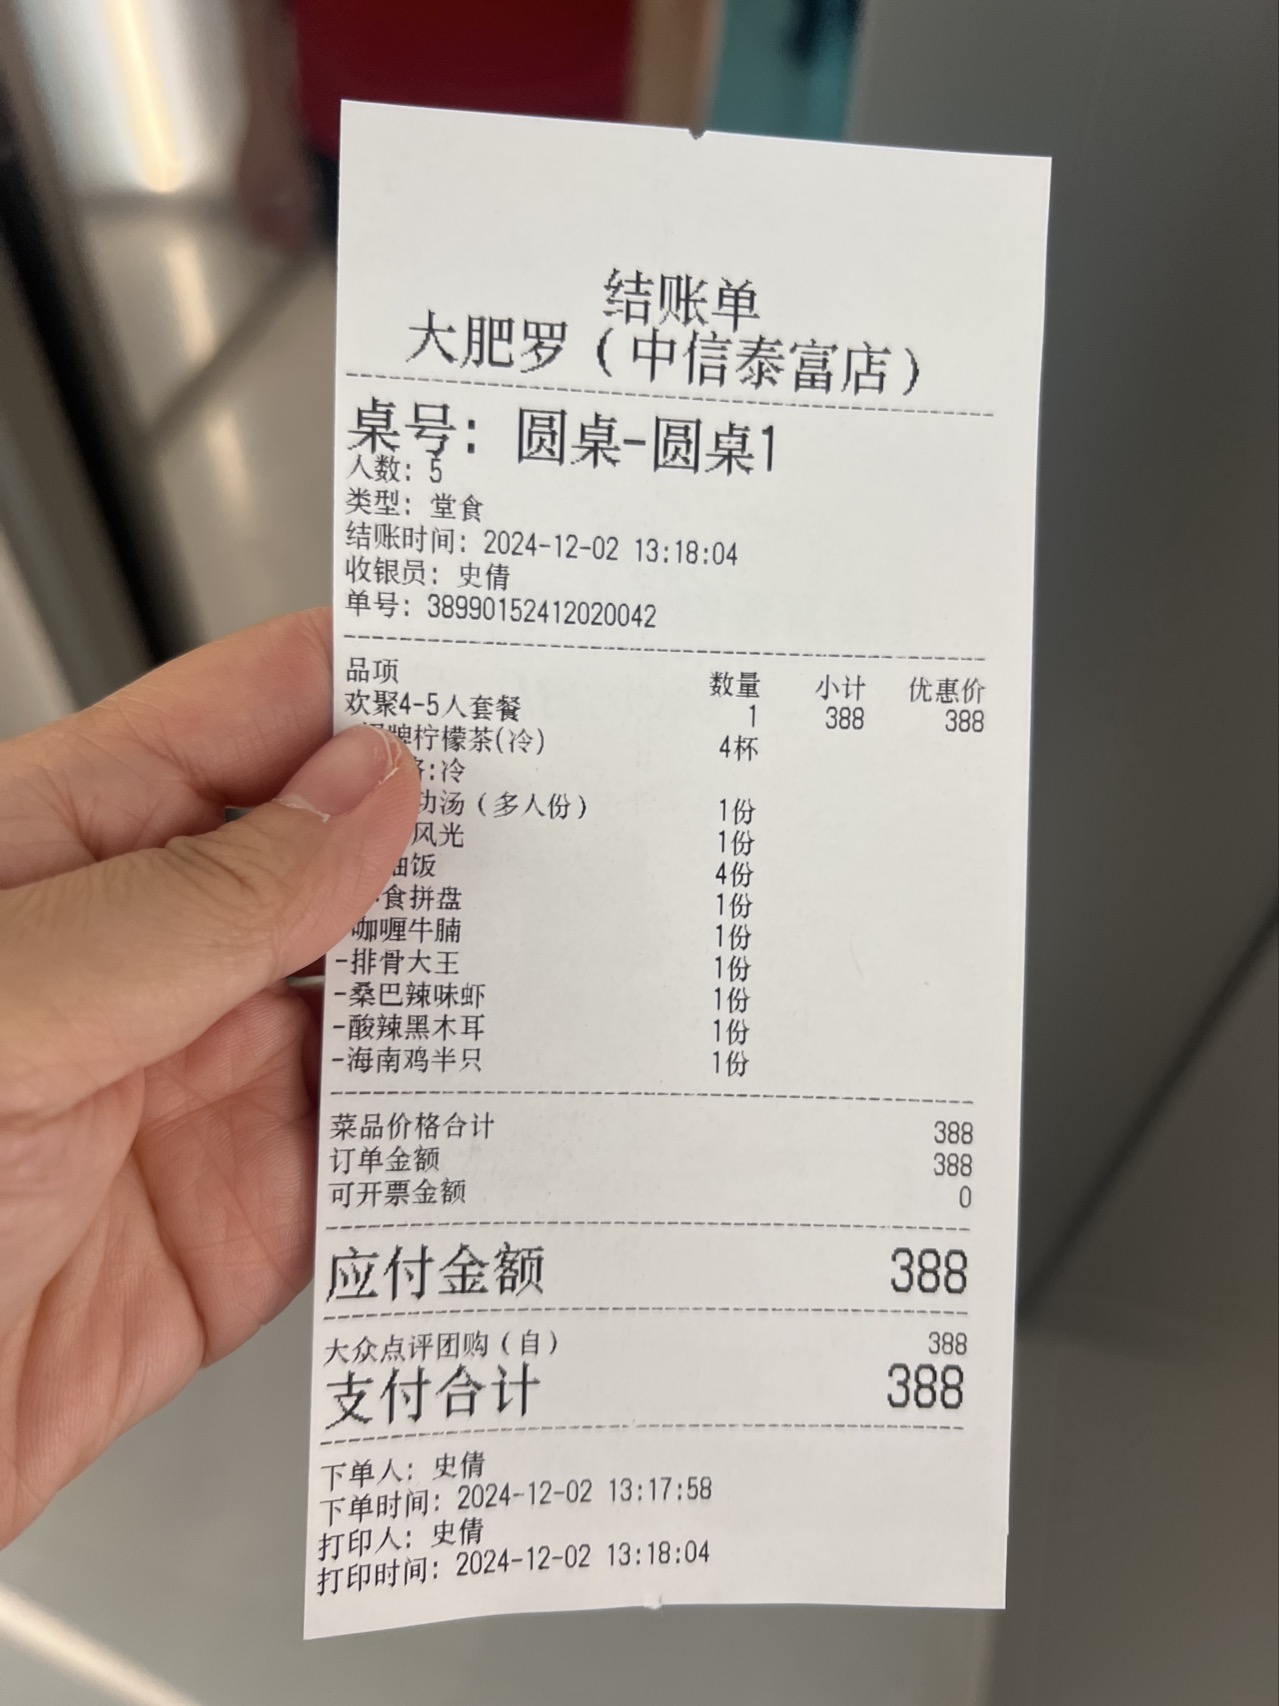 结账单
大肥罗（中信泰富店）
桌号: 圆桌-圆桌1
人数: 5
类型: 堂食
结账时间: 2024-12-02 13:18:04
收银员: 史倩
单号: 38990152412020042
品项 数量 小计 优惠价
欢聚4-5人套餐 1 388 388
牌柠檬茶(冷) 4杯
:冷
功汤（多人份） 1份
风光 1份
油饭 4份
食拼盘 1份
咖喱牛腩 1份
-排骨大王 1份
-桑巴辣味虾 1份
-酸辣黑木耳 1份
-海南鸡半只 1份
菜品价格合计 388
订单金额 388
可开票金额 0
应付金额 388
大众点评团购（自） 388
支付合计 388
下单人: 史倩
下单时间: 2024-12-02 13:17:58
打印人: 史倩
打印时间: 2024-12-02 13:18:04